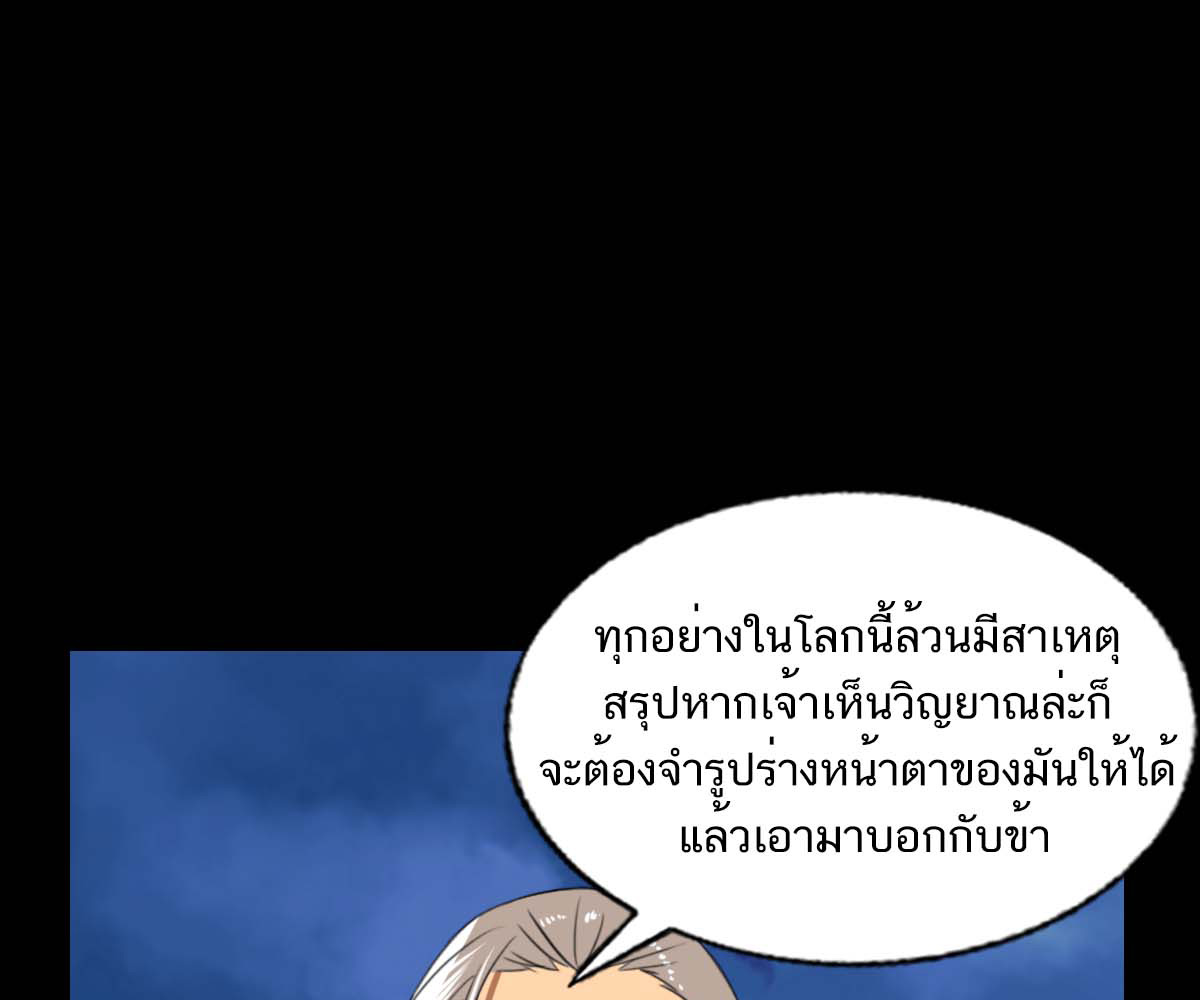 ทุกอย่างในโลกนี้ล้วนมีสาเหตุ
สรุปหากเจ้าเห็นวิญยาณล่ะก็
จะต้องจำรูปร่างหน้าตาของมันให้ได้
แล้วเอามาบอกกับข้า